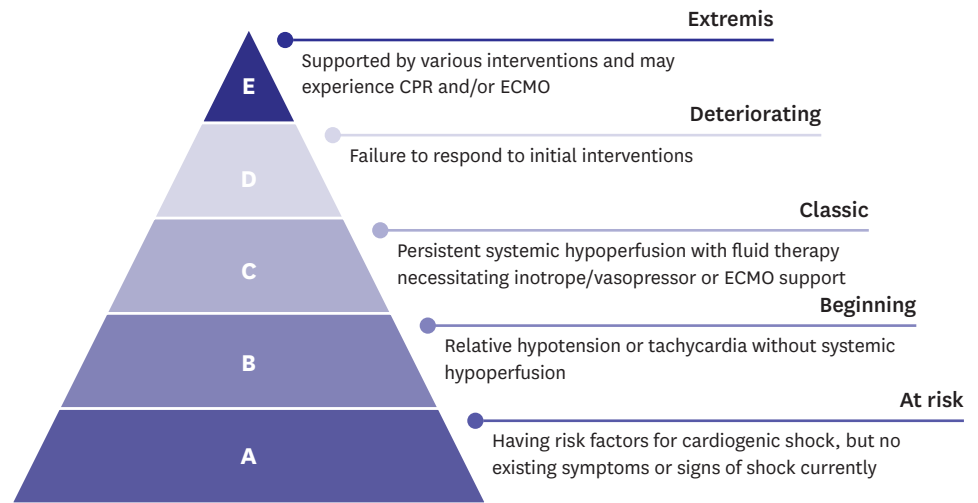 Extremis
Supported by various interventions and may
experience CPR and/or ECMO
E
Deteriorating
Failure to respond to initial interventions
D
Classic
Persistent systemic hypoperfusion with fluid therapy
necessitating inotrope/vasopressor or ECMO support
C
Beginning
Relative hypotension or tachycardia without systemic
hypoperfusion
B
At risk
Having risk factors for cardiogenic shock, but no
existing symptoms or signs of shock currently
A